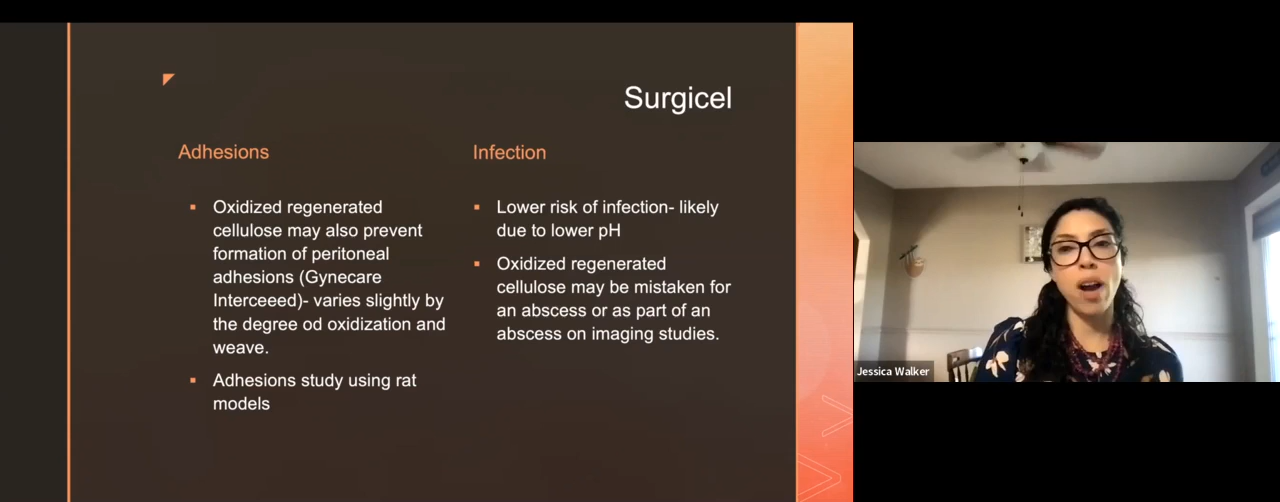 Surgicel
Adhesions
Oxidized regenerated
cellulose may also prevent
formation of peritoneal
adhesions (Gynecare
Interceeed)- varies slightly by
the degree od oxidization and
weave.
Adhesions study using rat
models
Infection
Lower risk of infection- likely
due to lower pH
Oxidized regenerated
cellulose may be mistaken for
an abscess or as part of an
abscess on imaging studies.
Jessica Walker